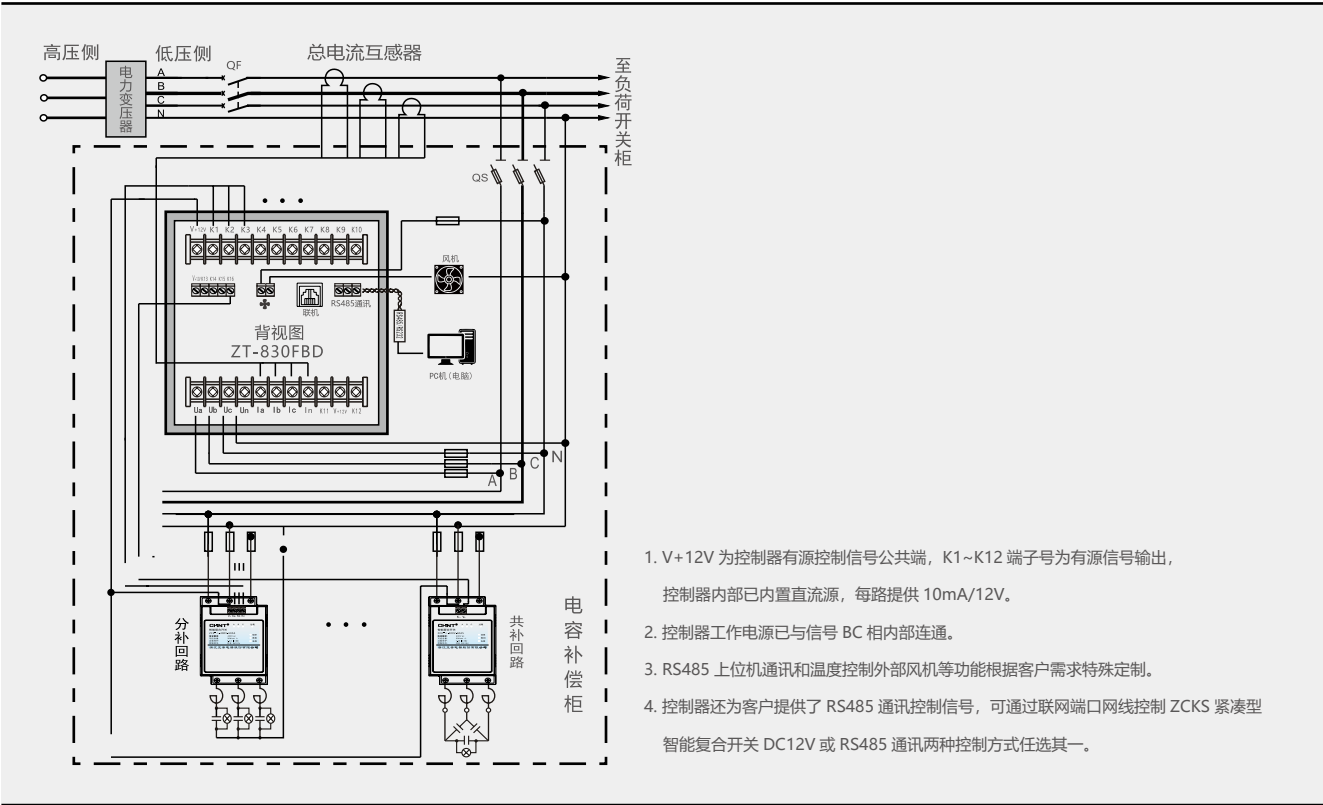 高压侧
低压侧
总电流互感器
电力变压器
A
B
C
N
QF
至负荷开关柜
QS
V+12V K1 K2 K3 K4 K5 K6 K7 K8 K9 K10
风机
联机
RS485通讯
背视图
ZT-830FBD
PC机(电脑)
Ua Ub Uc Un Ia Ib Ic In K11 V+12V K12
A
B
C
N
分补回路
CHNT
共补回路
CHNT
电容补偿柜
1. V+12V 为控制器有源控制信号公共端，K1~K12 端子号为有源信号输出，
控制器内部已内置直流源，每路提供 10mA/12V。
2. 控制器工作电源已与信号 BC 相内部连通。
3. RS485 上位机通讯和温度控制外部风机等功能根据客户需求特殊定制。
4. 控制器还为客户提供了 RS485 通讯控制信号，可通过联网端口网线控制 ZCKS 紧凑型
智能复合开关 DC12V 或 RS485 通讯两种控制方式任选其一。